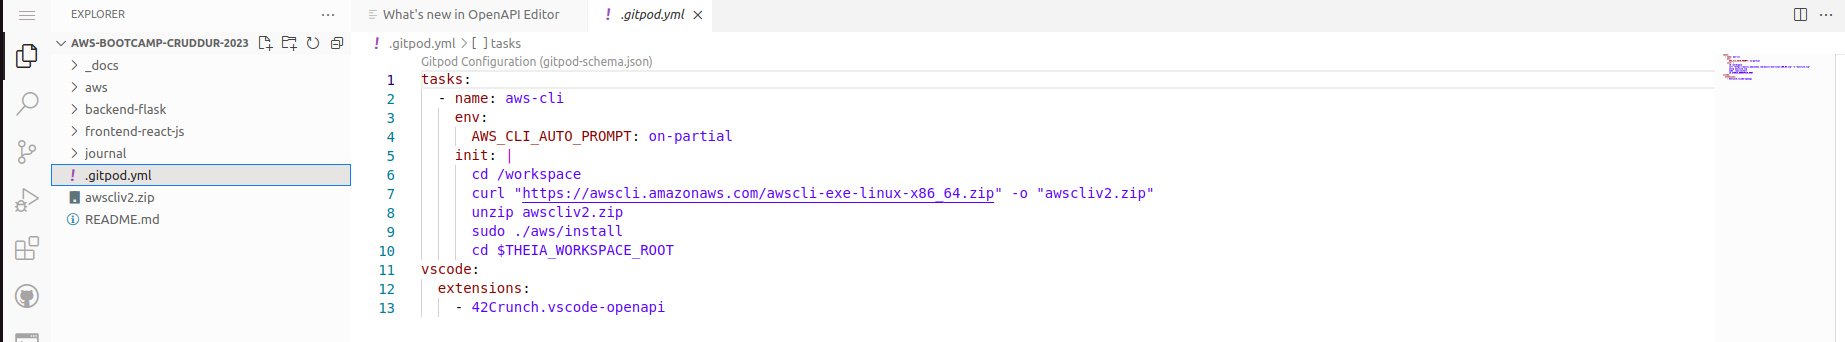 EXPLORER ···
What's new in OpenAPI Editor
! .gitpod.yml ×
AWS-BOOTCAMP-CRUDDUR-2023
_docs
aws
backend-flask
frontend-react-js
journal
! .gitpod.yml
awscliv2.zip
README.md
! .gitpod.yml > [ ] tasks
Gitpod Configuration (gitpod-schema.json)
1 tasks:
2 - name: aws-cli
3 env:
4 AWS_CLI_AUTO_PROMPT: on-partial
5 init: |
6 cd /workspace
7 curl "https://awscli.amazonaws.com/awscli-exe-linux-x86_64.zip" -o "awscliv2.zip"
8 unzip awscliv2.zip
9 sudo ./aws/install
10 cd $THEIA_WORKSPACE_ROOT
11 vscode:
12 extensions:
13 - 42Crunch.vscode-openapi